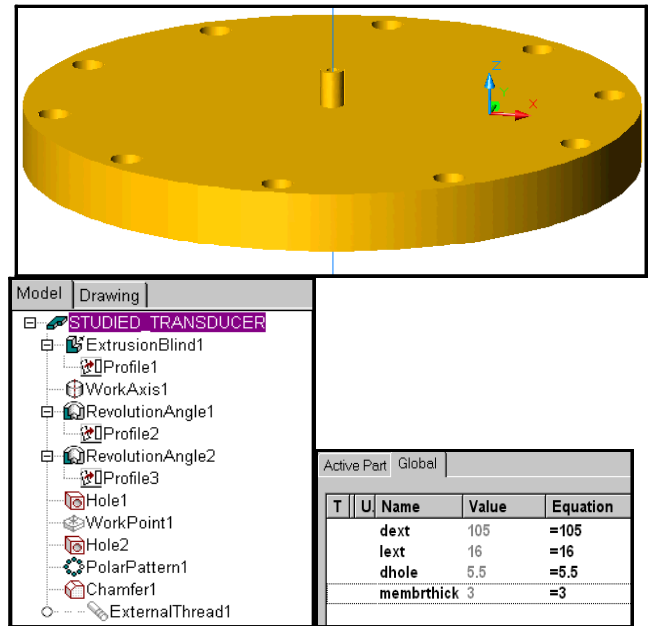 Z
Y
X
Model Drawing
STUDIED_TRANSDUCER
ExtrusionBlind1
Profile1
WorkAxis1
RevolutionAngle1
Profile2
RevolutionAngle2
Profile3
Hole1
WorkPoint1
Hole2
PolarPattern1
Chamfer1
ExternalThread1
Active Part Global
T U. Name Value Equation
dext 105 =105
lext 16 =16
dhole 5.5 =5.5
membrthick 3 =3